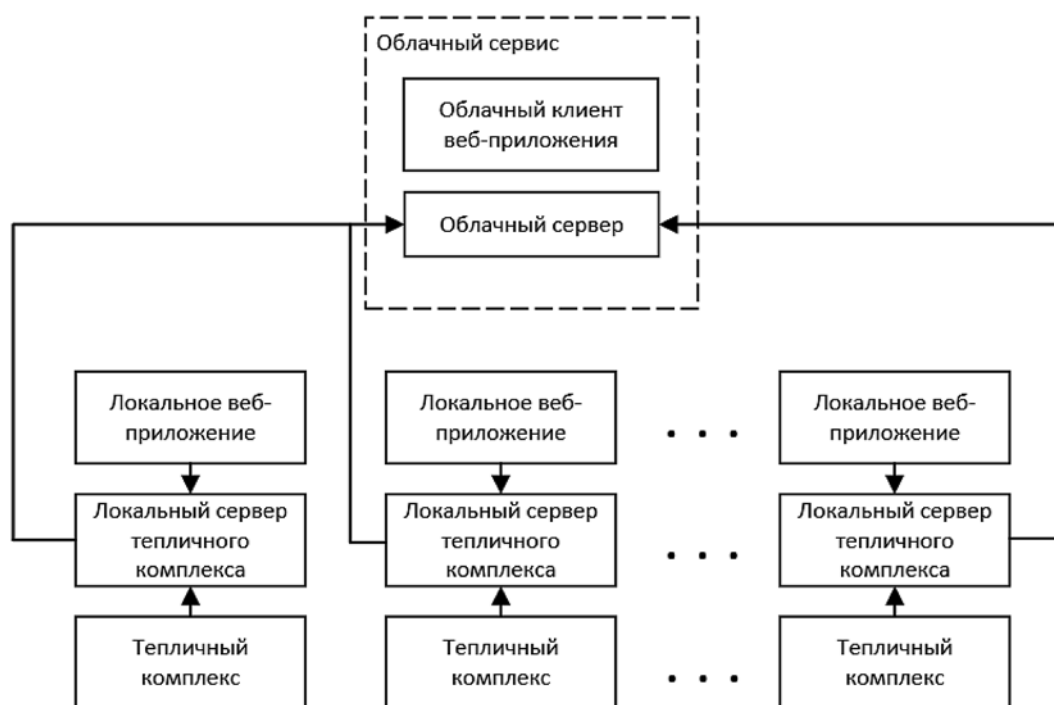 Облачный сервис
Облачный клиент
веб-приложения
Облачный сервер
Локальное веб-
приложение
Локальное веб-
приложение
Локальное веб-
приложение
Локальный сервер
тепличного
комплекса
Локальный сервер
тепличного
комплекса
Локальный сервер
тепличного
комплекса
Тепличный
комплекс
Тепличный
комплекс
Тепличный
комплекс